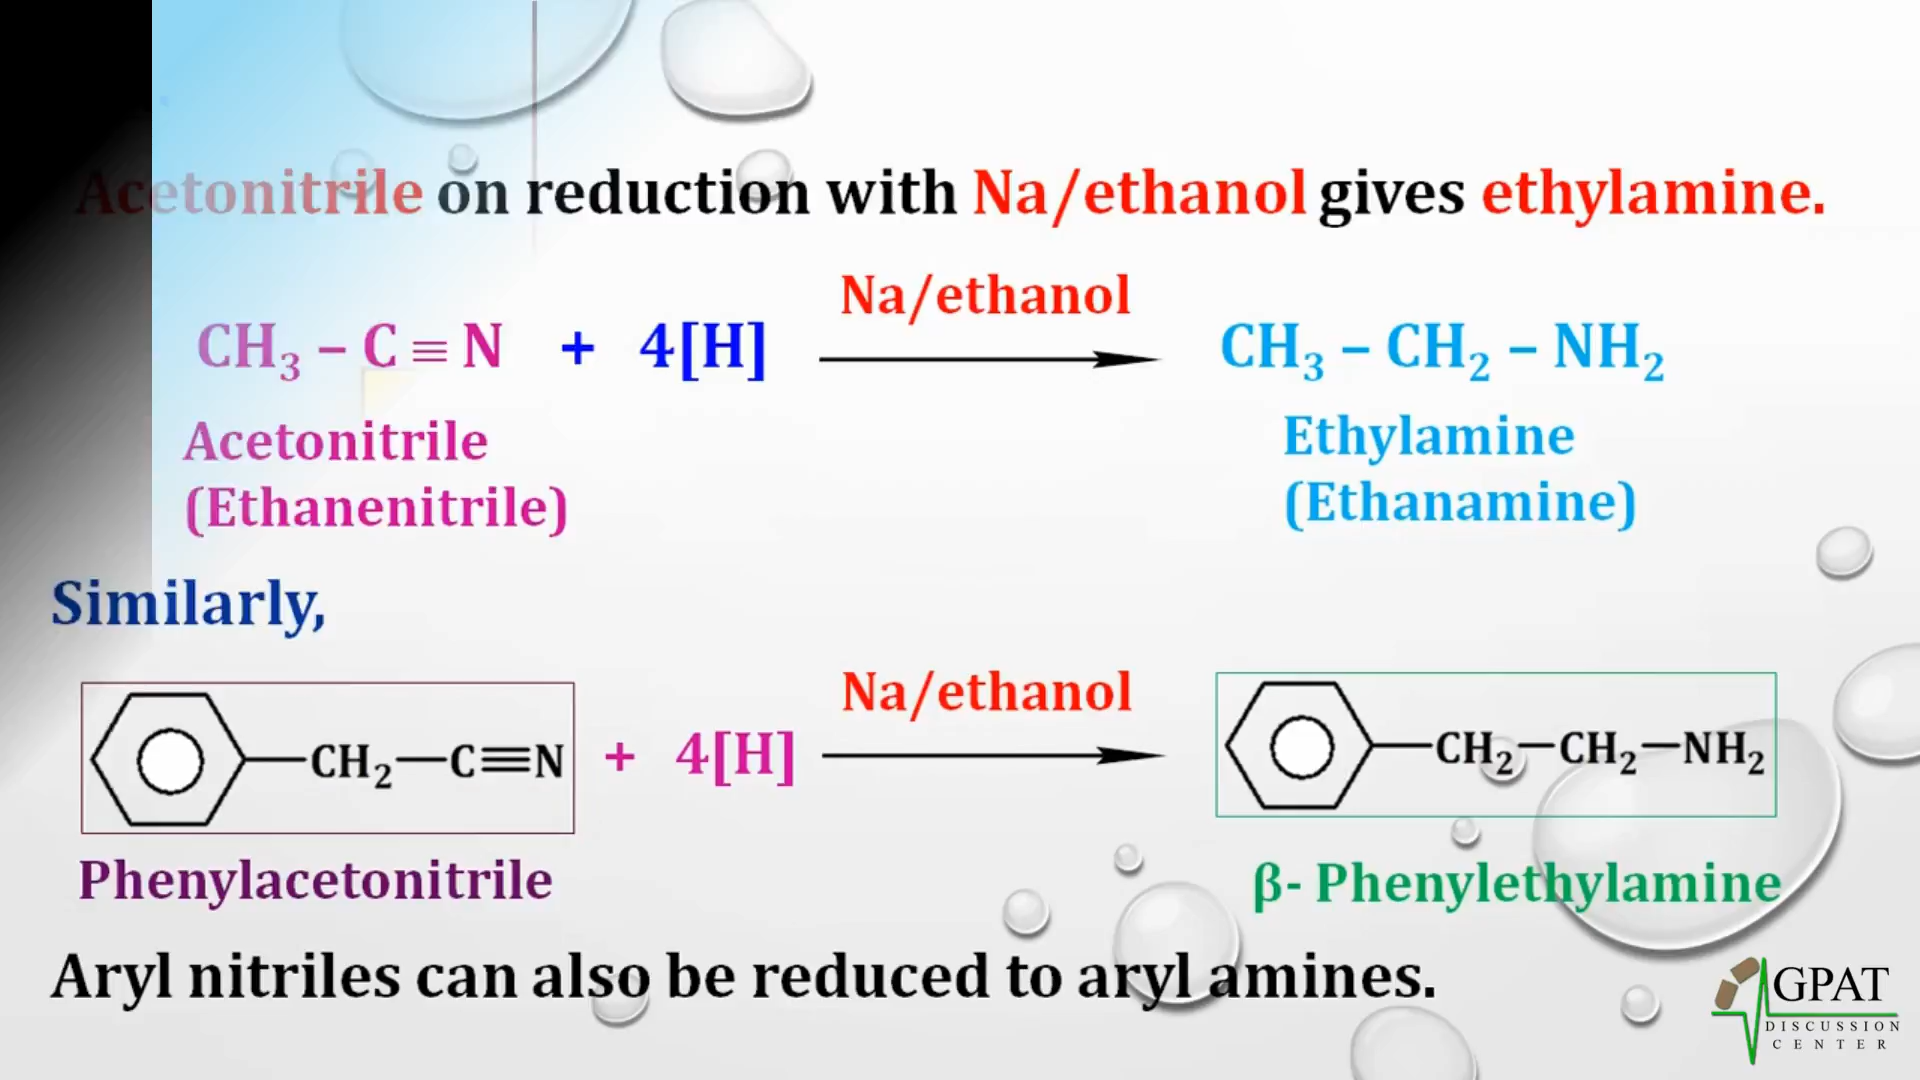 Acetonitrile on reduction with Na/ethanol gives ethylamine.
Na/ethanol
CH₃ – C ≡ N + 4[H] CH₃ – CH₂ – NH₂
Acetonitrile Ethylamine
(Ethanenitrile) (Ethanamine)
Similarly,
Na/ethanol
CH₂—C≡N + 4[H] CH₂—CH₂—NH₂
Phenylacetonitrile β- Phenylethylamine
Aryl nitriles can also be reduced to aryl amines.
GPAT
DISCUSSION
CENTER